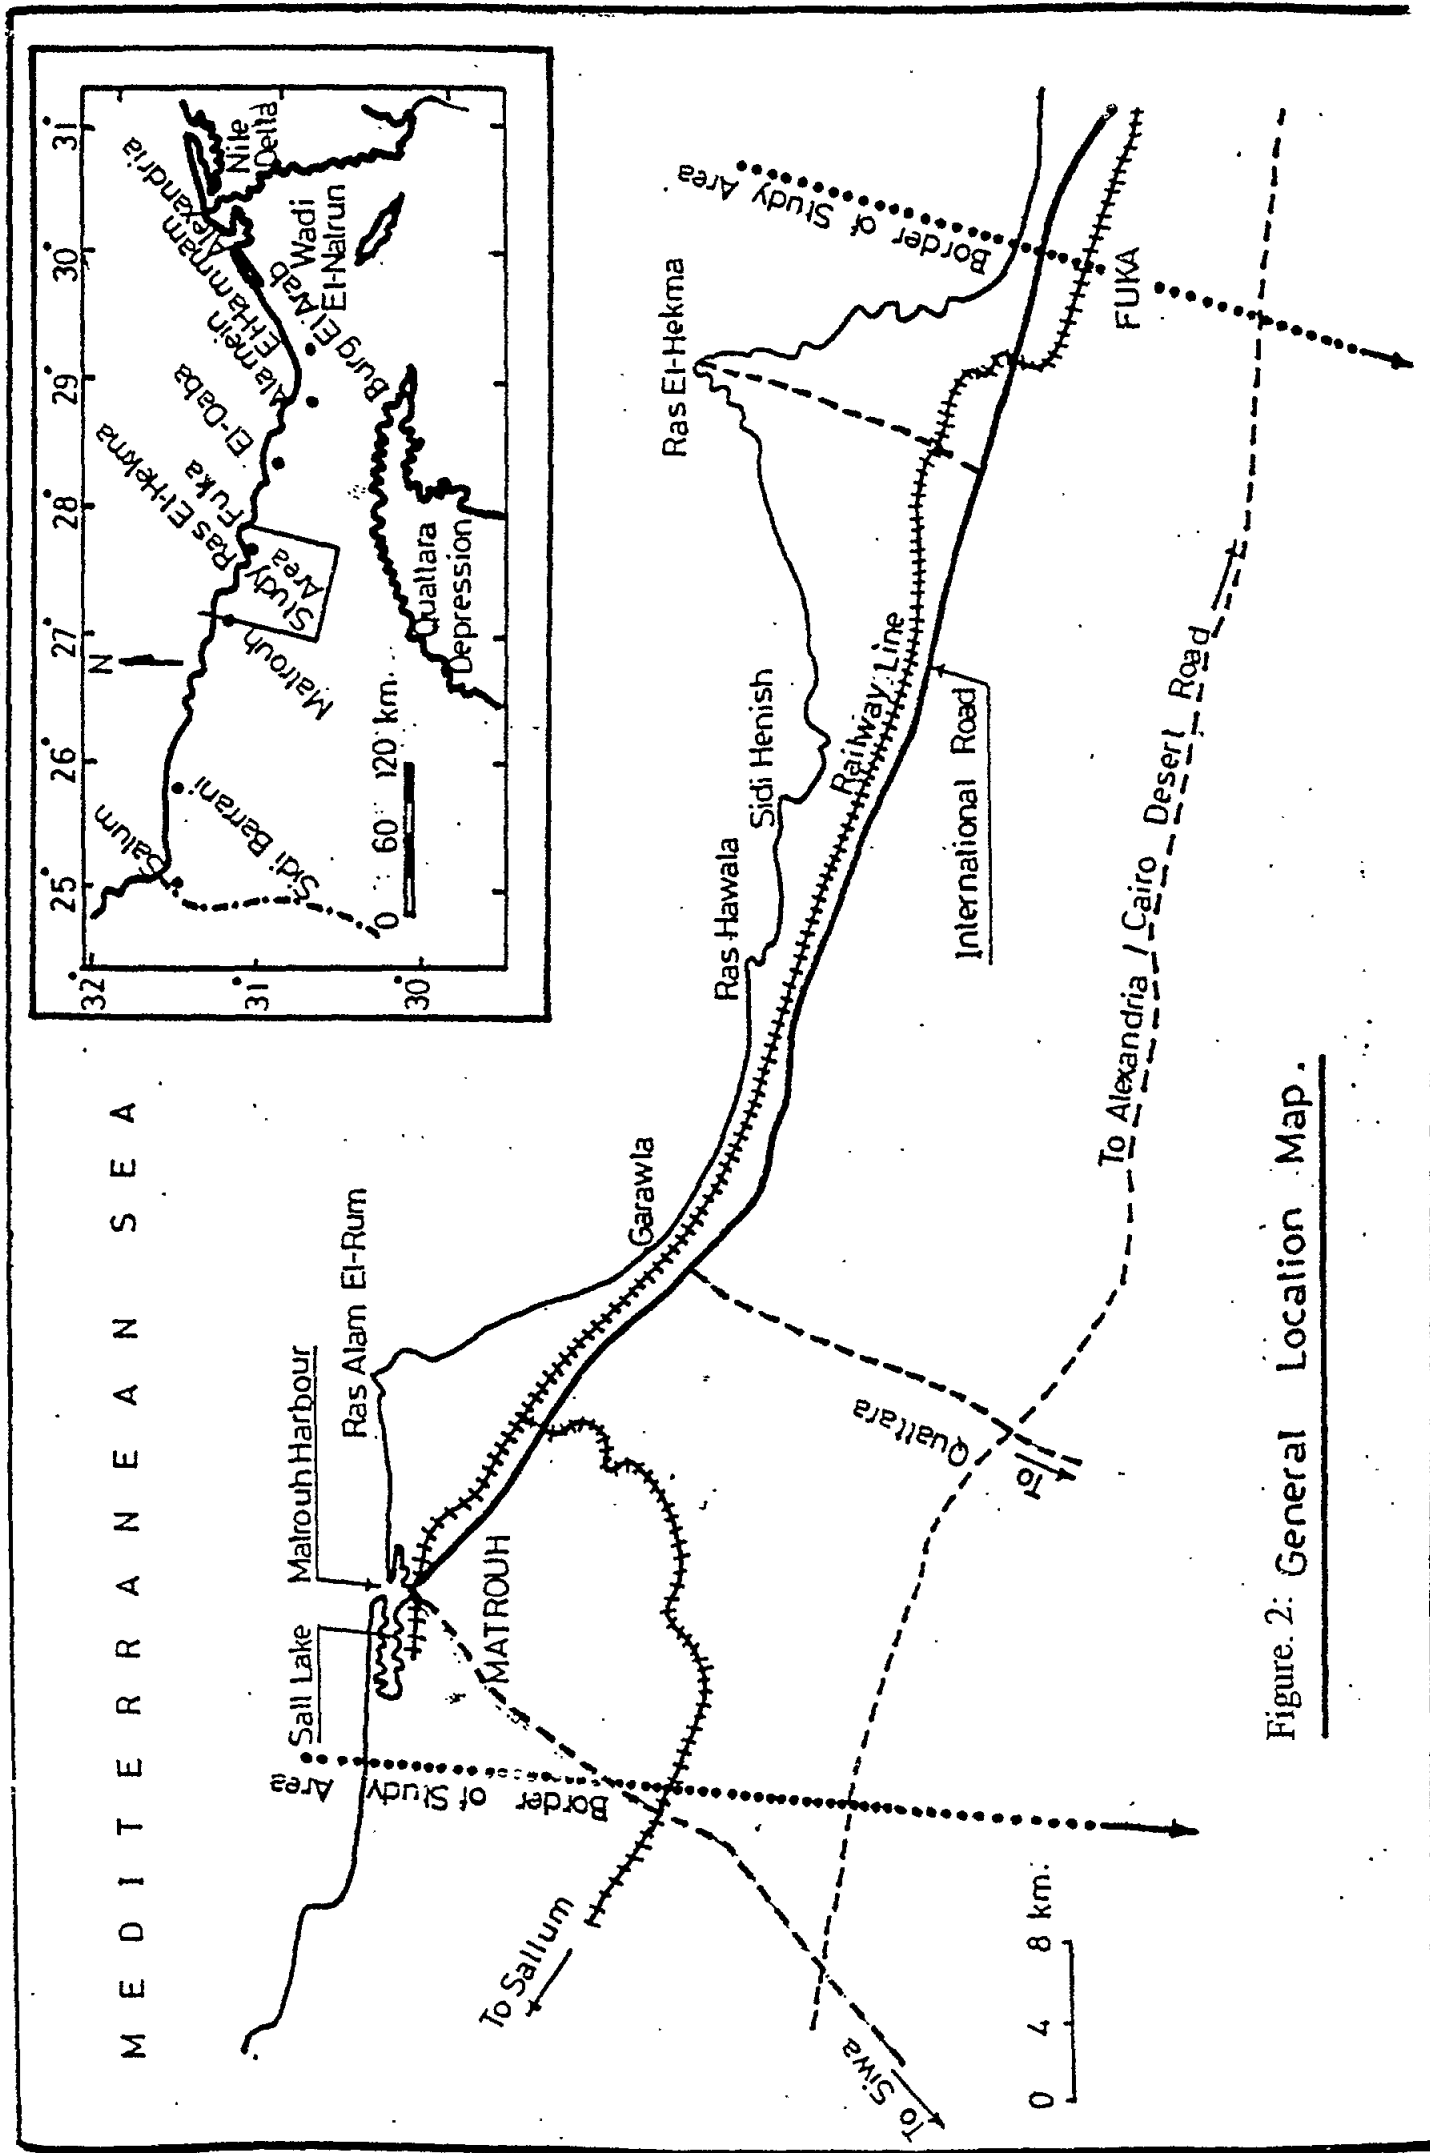 MEDITERRANEAN SEA
32
31
30
25
26
27
28
29
30
31
N
Salum
Sidi Barrani
Matrouh
Study
Area
Ras El-Hekma
Fuka
El-Daba
Alamein
El-Hammam
Burg El Arab
Alexandria
Nile
Delta
Wadi
El-Natrun
Quattara
Depression
0 60 120 km.
Salt Lake
Matrouh Harbour
Ras Alam El-Rum
Garawla
Ras Hawala
Sidi Henish
Ras El-Hekma
Border of Study Area
Border of Study Area
MATROUH
FUKA
Railway Line
International Road
To Sallum
To Siwa
To Quattara
To Alexandria / Cairo Desert Road
0 4 8 km.
Figure. 2: General Location Map.